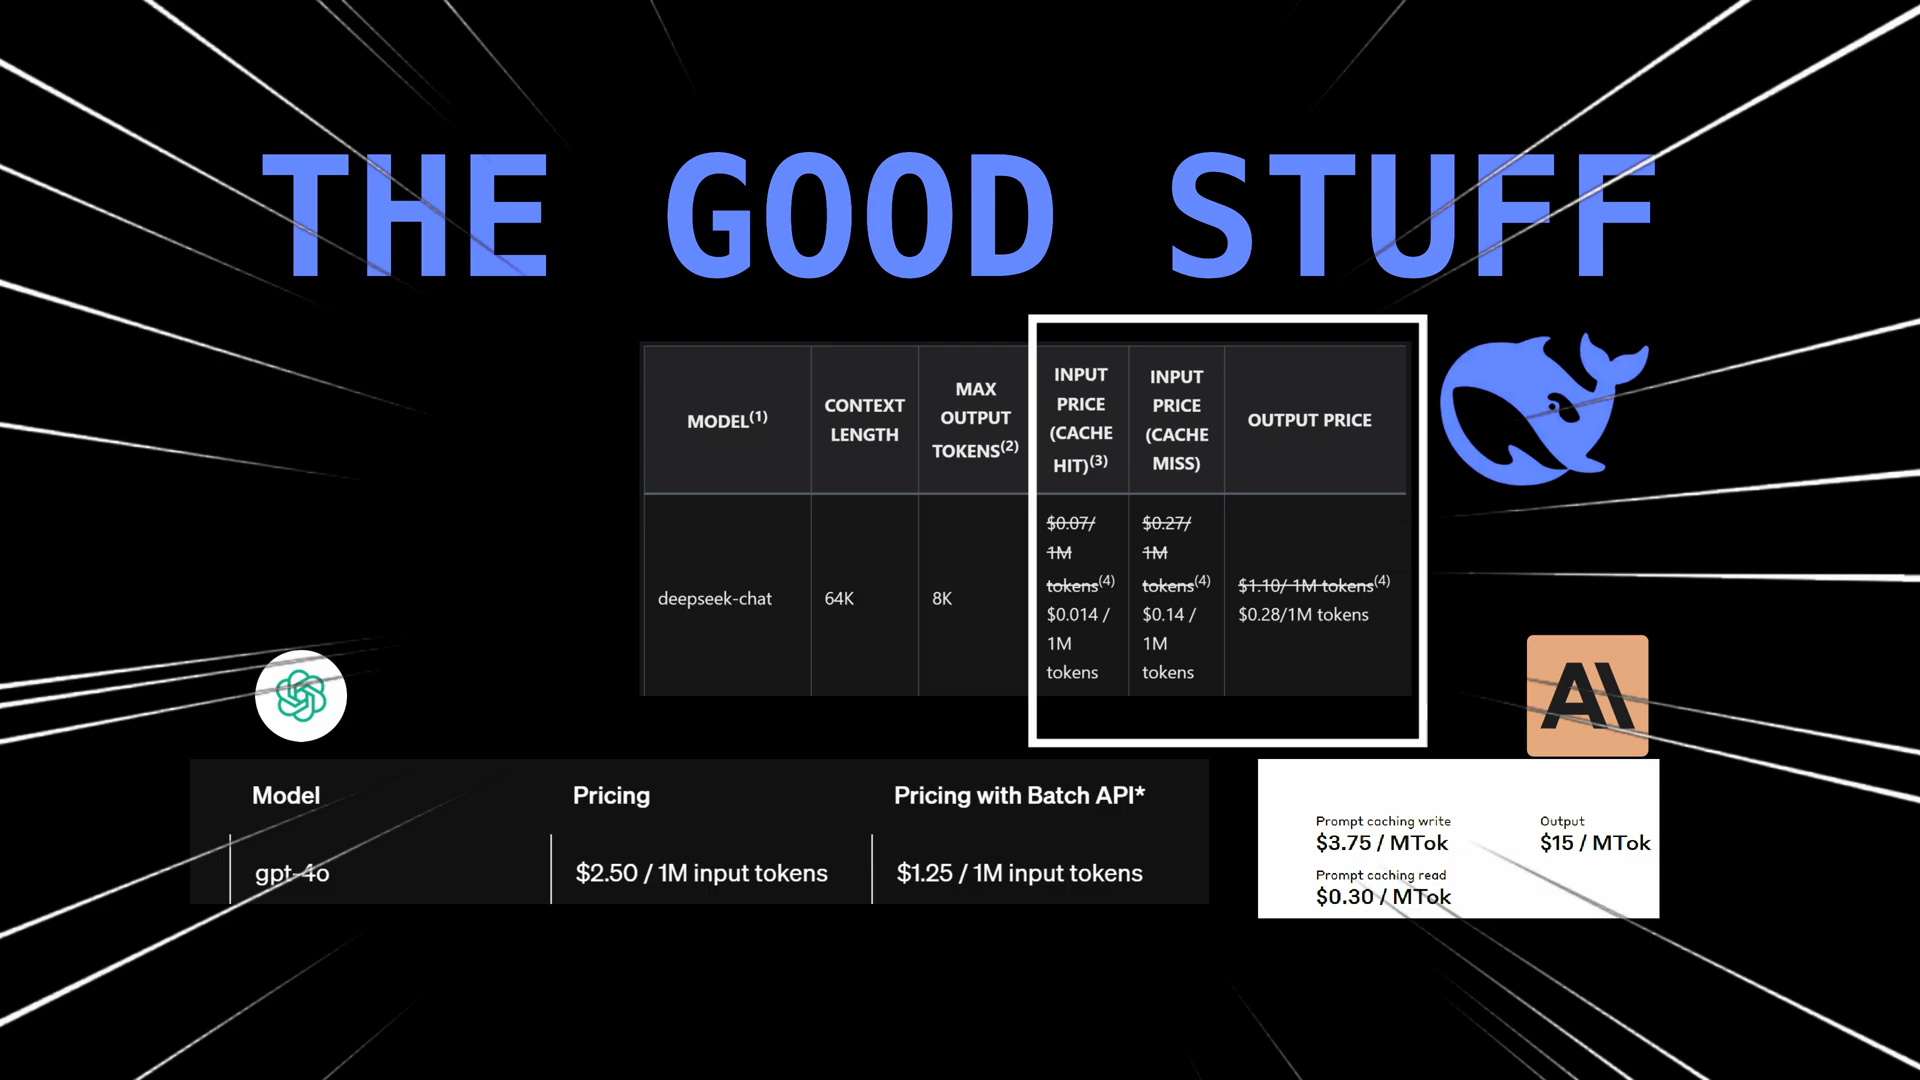 THE GOOD STUFF
MODEL(1)
CONTEXT
LENGTH
MAX
OUTPUT
TOKENS(2)
INPUT
PRICE
(CACHE
HIT)(3)
INPUT
PRICE
(CACHE
MISS)
OUTPUT PRICE
deepseek-chat
64K
8K
$0.07/
1M
tokens(4)
$0.014 /
1M
tokens
$0.27/
1M
tokens(4)
$0.14 /
1M
tokens
$1.10/ 1M tokens(4)
$0.28/1M tokens
Model
Pricing
Pricing with Batch API*
gpt-4o
$2.50 / 1M input tokens
$1.25 / 1M input tokens
AI
Prompt caching write
$3.75 / MTok
Prompt caching read
$0.30 / MTok
Output
$15 / MTok